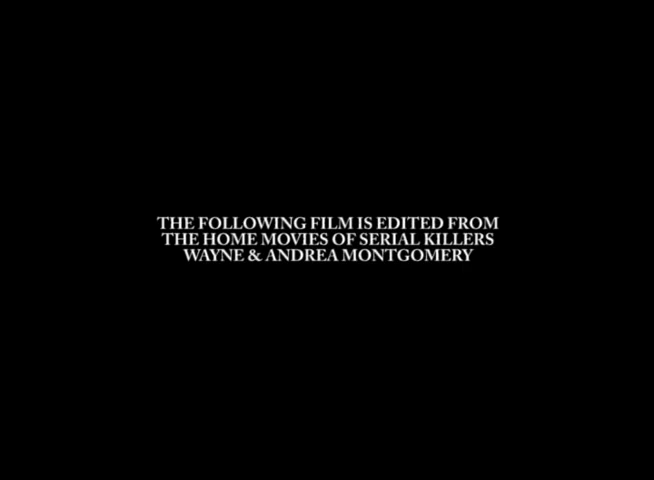 THE FOLLOWING FILM IS EDITED FROM
THE HOME MOVIES OF SERIAL KILLERS
WAYNE & ANDREA MONTGOMERY